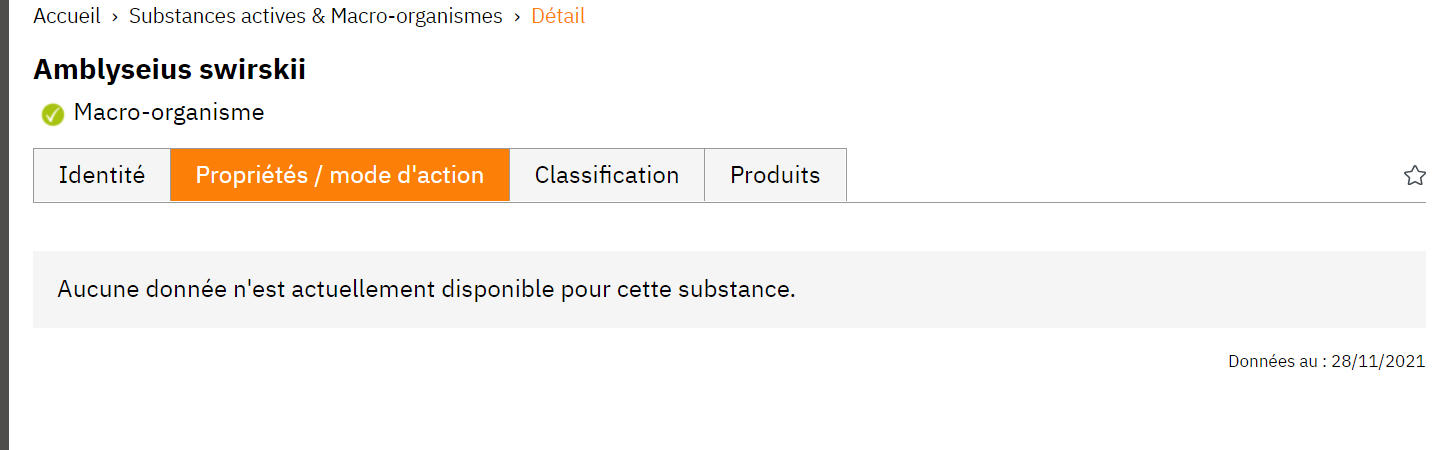 Accueil › Substances actives & Macro-organismes › Détail
Amblyseius swirskii
Macro-organisme
Identité Propriétés / mode d'action Classification Produits
Aucune donnée n'est actuellement disponible pour cette substance.
Données au : 28/11/2021